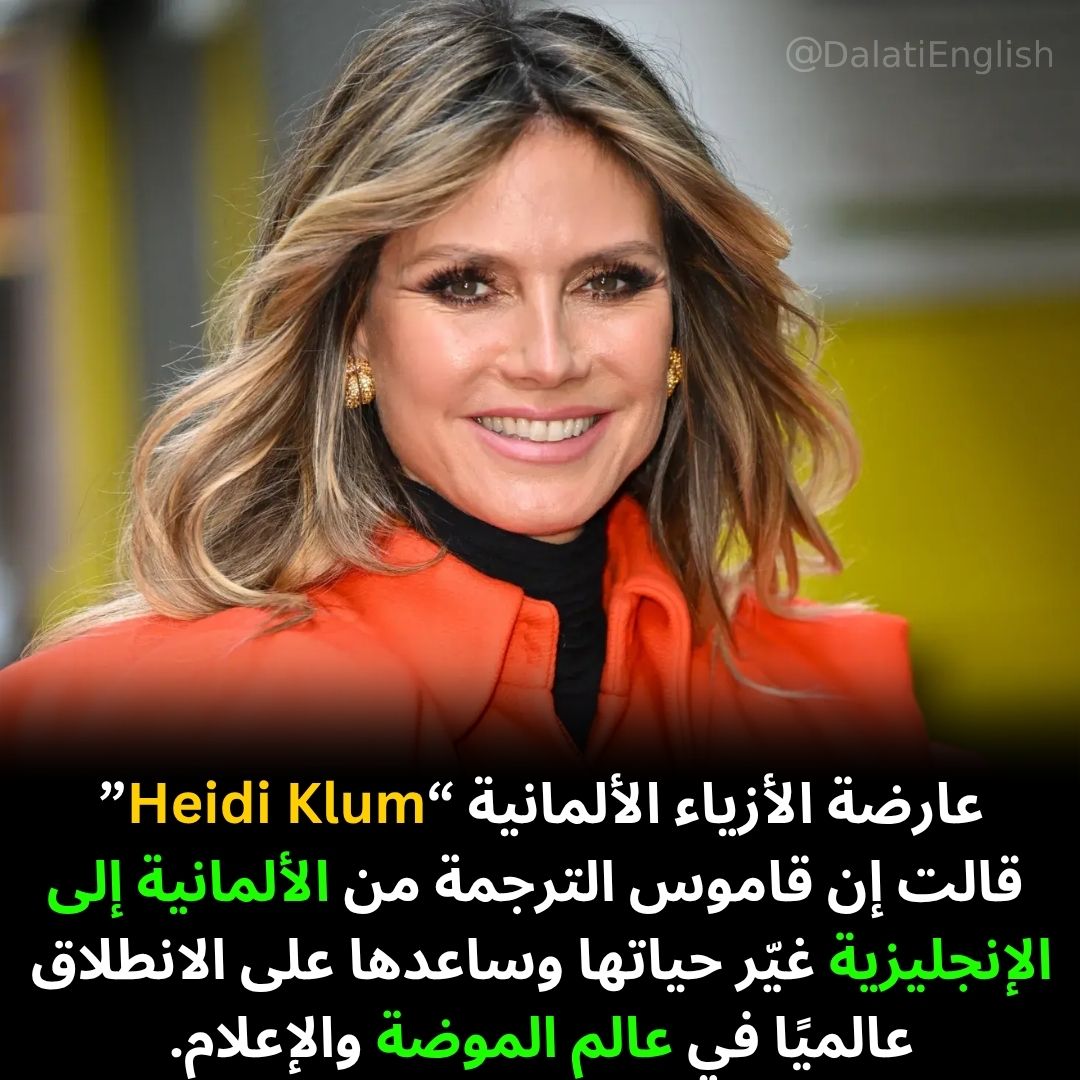 @DalatiEnglish
عارضة الأزياء الألمانية “Heidi Klum”
قالت إن قاموس الترجمة من الألمانية إلى
الإنجليزية غيّر حياتها وساعدها على الانطلاق
عالميًا في عالم الموضة والإعلام.